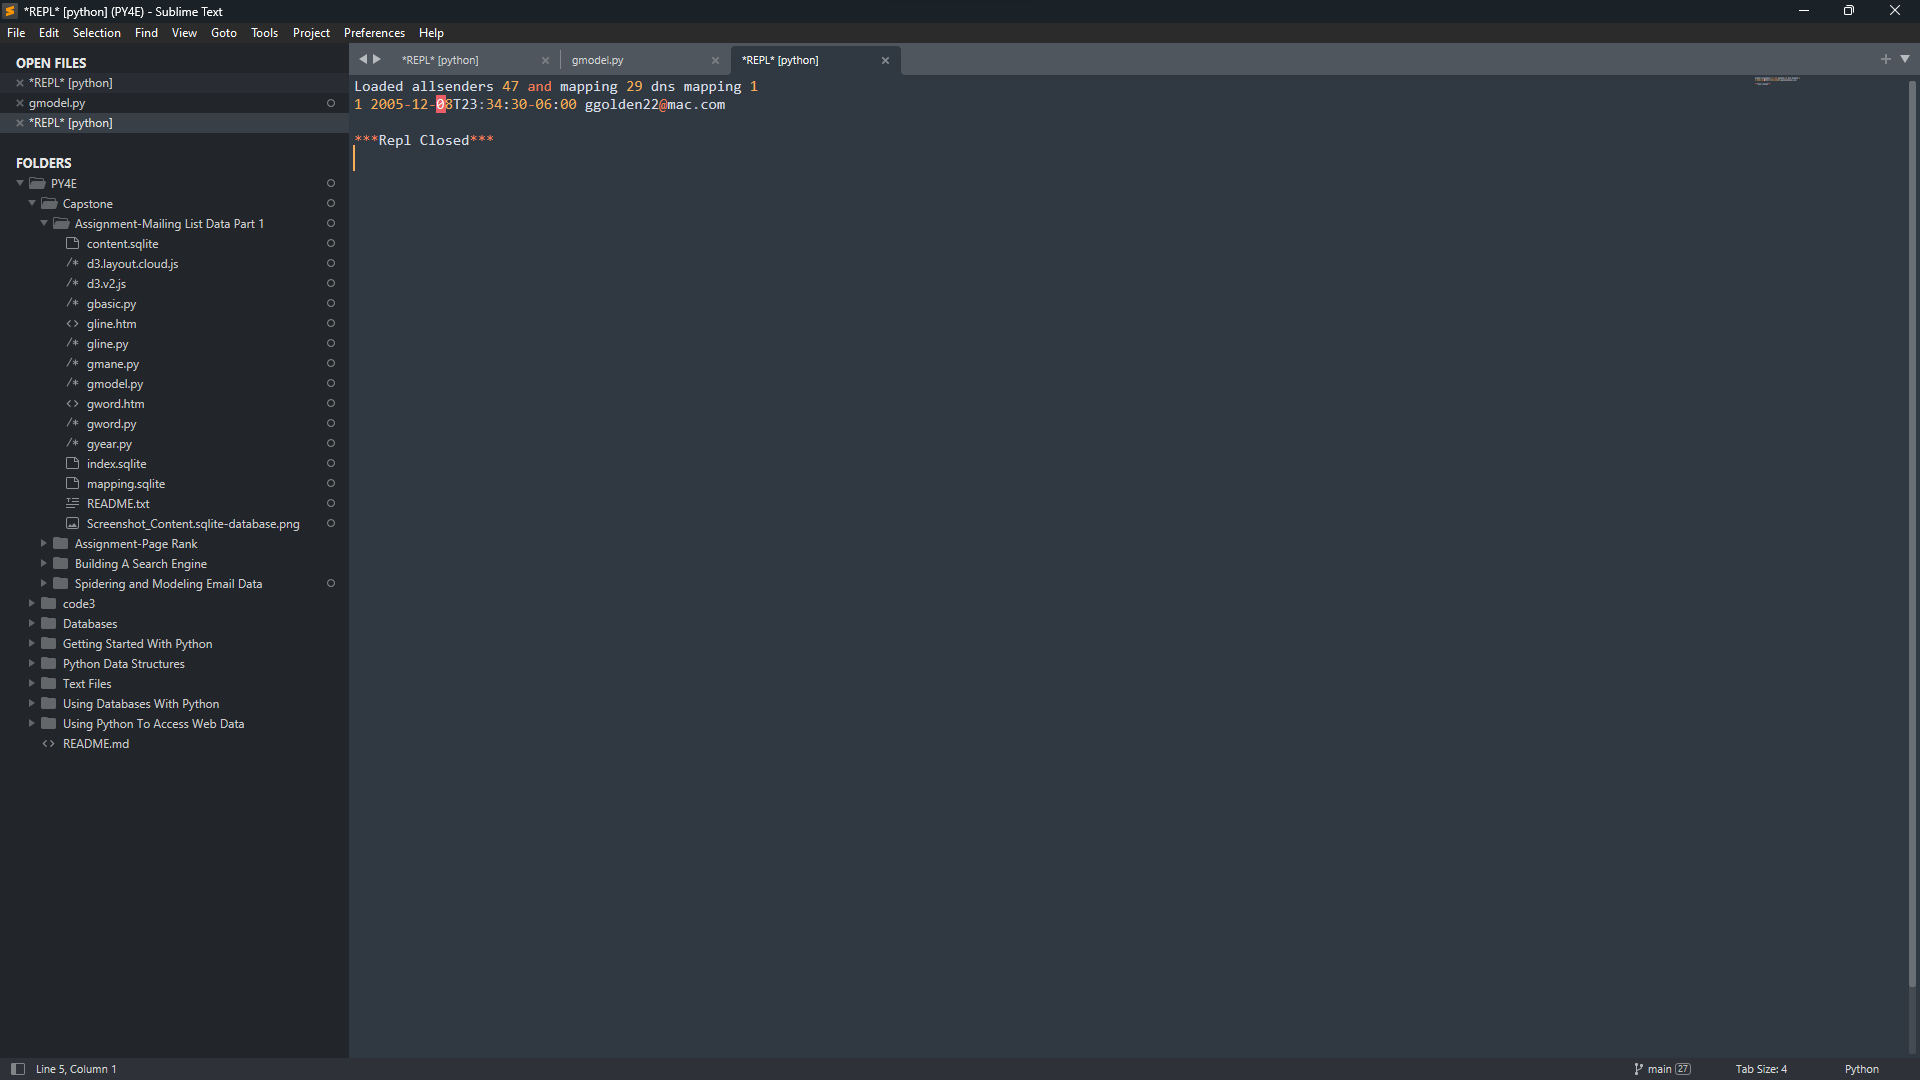 *REPL* [python] (PY4E) - Sublime Text
File Edit Selection Find View Goto Tools Project Preferences Help
OPEN FILES
*REPL* [python]
gmodel.py
*REPL* [python]
FOLDERS
PY4E
Capstone
Assignment-Mailing List Data Part 1
content.sqlite
d3.layout.cloud.js
d3.v2.js
gbasic.py
gline.htm
gline.py
gmane.py
gmodel.py
gword.htm
gword.py
gyear.py
index.sqlite
mapping.sqlite
README.txt
Screenshot_Content.sqlite-database.png
Assignment-Page Rank
Building A Search Engine
Spidering and Modeling Email Data
code3
Databases
Getting Started With Python
Python Data Structures
Text Files
Using Databases With Python
Using Python To Access Web Data
README.md
*REPL* [python] gmodel.py *REPL* [python]
Loaded allsenders 47 and mapping 29 dns mapping 1
1 2005-12-08T23:34:30-06:00 ggolden22@mac.com
***Repl Closed***
Line 5, Column 1 main 27 Tab Size: 4 Python